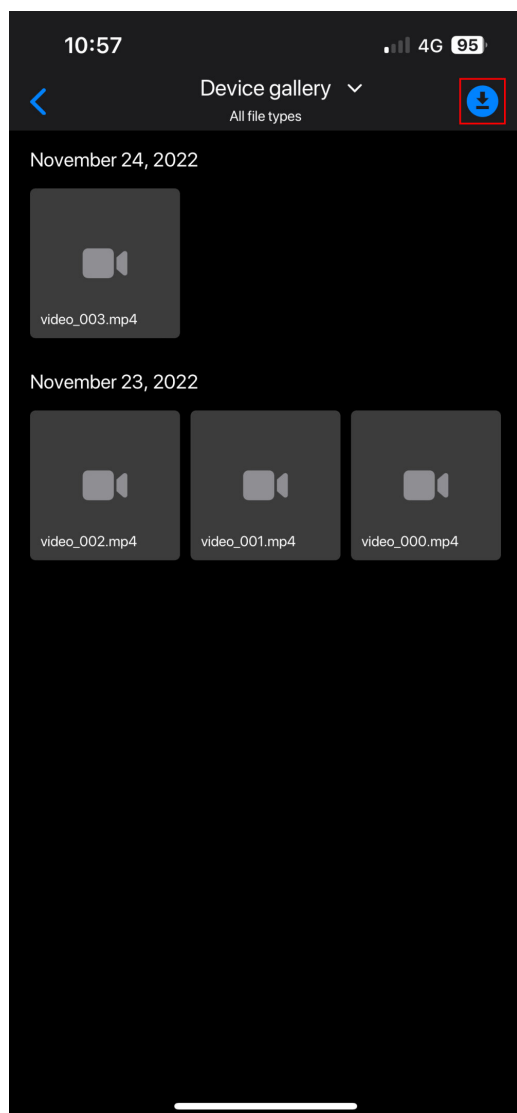 10:57
4G 95
Device gallery
All file types
November 24, 2022
video_003.mp4
November 23, 2022
video_002.mp4 video_001.mp4 video_000.mp4